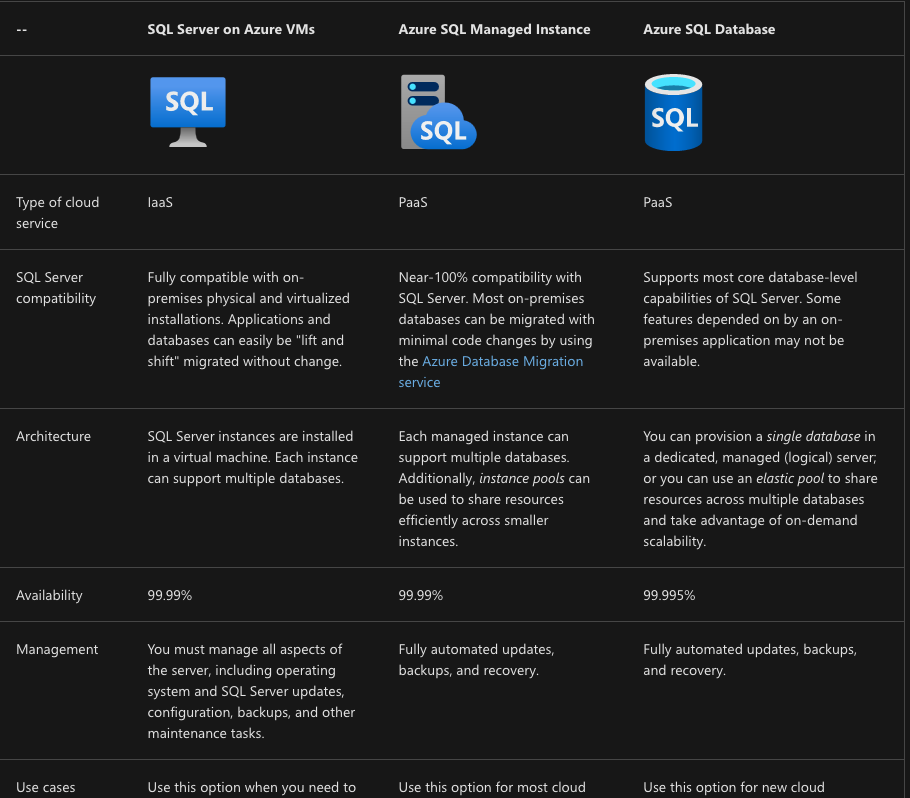 --
SQL Server on Azure VMs
Azure SQL Managed Instance
Azure SQL Database
SQL
SQL
SQL
Type of cloud
service
IaaS
PaaS
PaaS
SQL Server
compatibility
Fully compatible with on-
premises physical and virtualized
installations. Applications and
databases can easily be "lift and
shift" migrated without change.
Near-100% compatibility with
SQL Server. Most on-premises
databases can be migrated with
minimal code changes by using
the Azure Database Migration
service
Supports most core database-level
capabilities of SQL Server. Some
features depended on by an on-
premises application may not be
available.
Architecture
SQL Server instances are installed
in a virtual machine. Each instance
can support multiple databases.
Each managed instance can
support multiple databases.
Additionally, instance pools can
be used to share resources
efficiently across smaller
instances.
You can provision a single database in
a dedicated, managed (logical) server;
or you can use an elastic pool to share
resources across multiple databases
and take advantage of on-demand
scalability.
Availability
99.99%
99.99%
99.995%
Management
You must manage all aspects of
the server, including operating
system and SQL Server updates,
configuration, backups, and other
maintenance tasks.
Fully automated updates,
backups, and recovery.
Fully automated updates, backups,
and recovery.
Use cases
Use this option when you need to
Use this option for most cloud
Use this option for new cloud